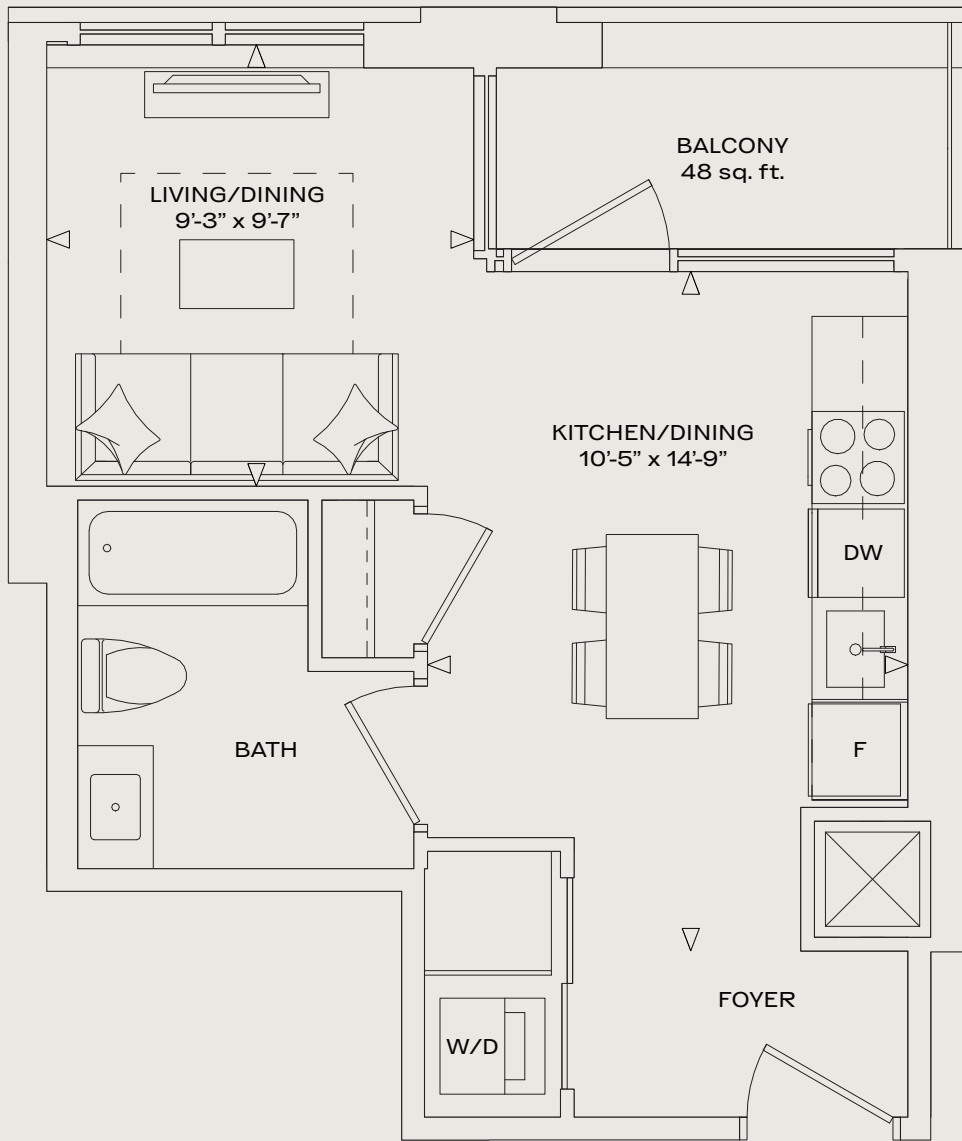 BALCONY
48 sq. ft.
LIVING/DINING
9’-3” x 9’-7”
KITCHEN/DINING
10’-5” x 14’-9”
DW
BATH
F
FOYER
W/D